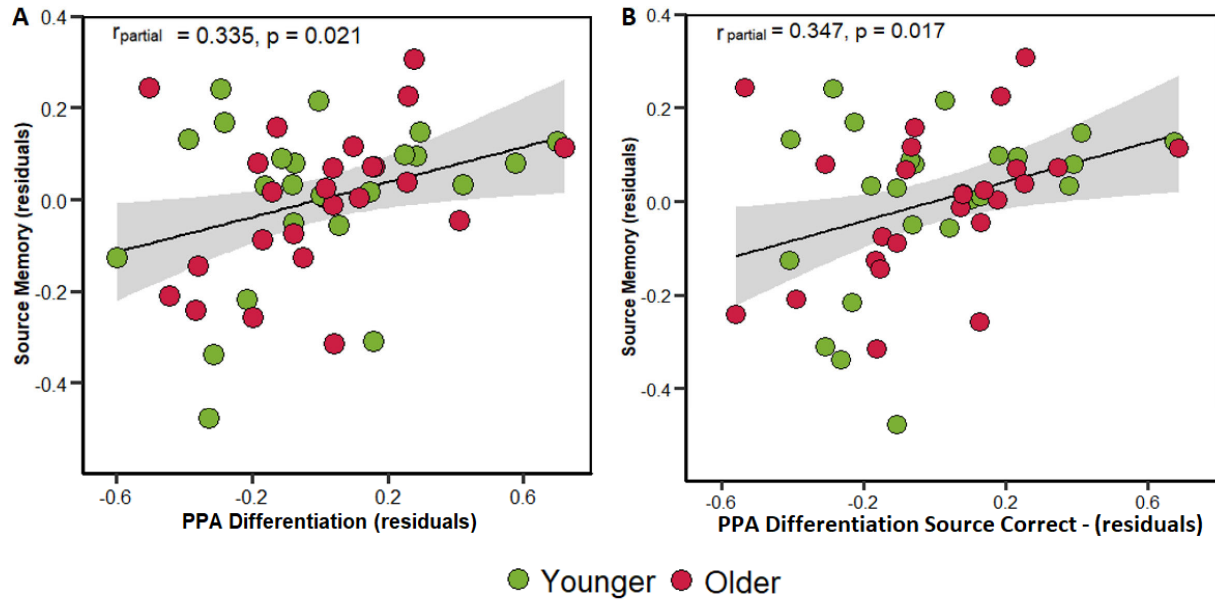 A
r partial = 0.335, p = 0.021
0.4
0.2
0.0
-0.2
-0.4
Source Memory (residuals)
-0.6
-0.2
0.2
0.6
PPA Differentiation (residuals)
B
r partial = 0.347, p = 0.017
0.4
0.2
0.0
-0.2
-0.4
Source Memory (residuals)
-0.6
-0.2
0.2
0.6
PPA Differentiation Source Correct - (residuals)
Younger
Older